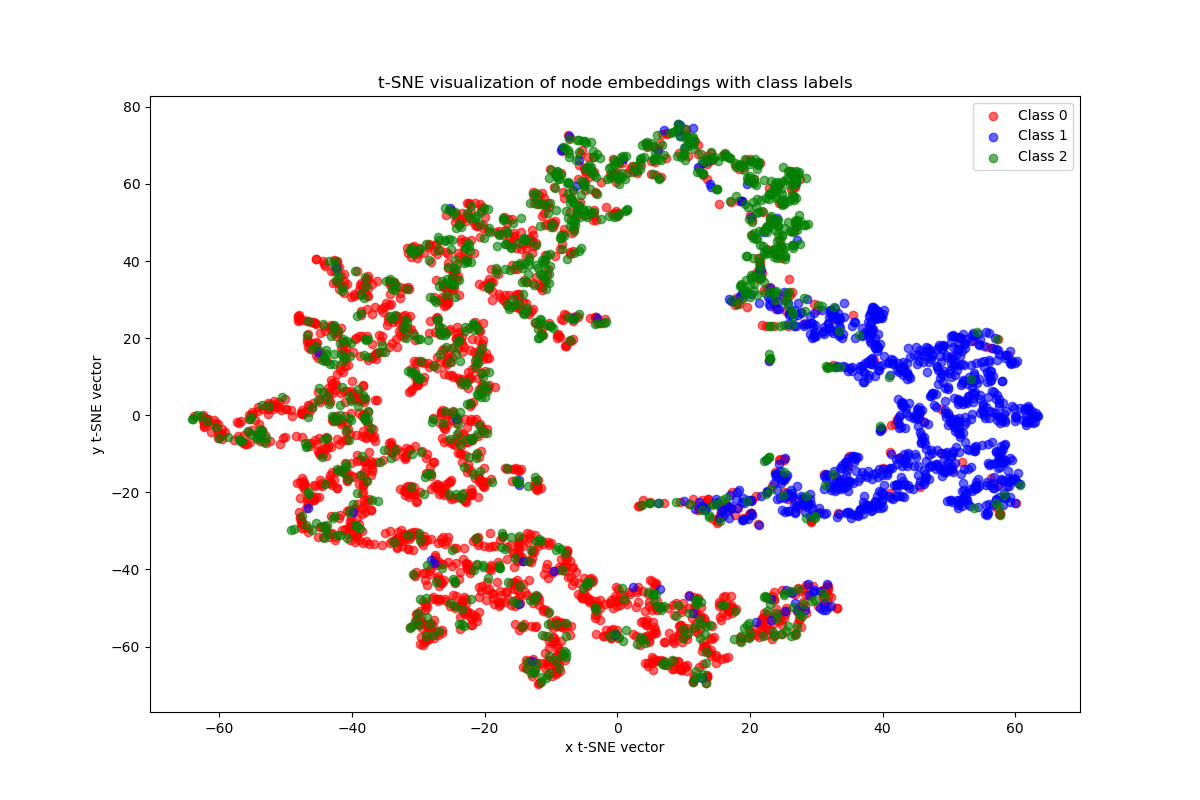 t-SNE visualization of node embeddings with class labels
Class 0
Class 1
Class 2
80
60
40
20
0
−20
−40
−60
y t-SNE vector
−60 −40 −20 0 20 40 60
x t-SNE vector